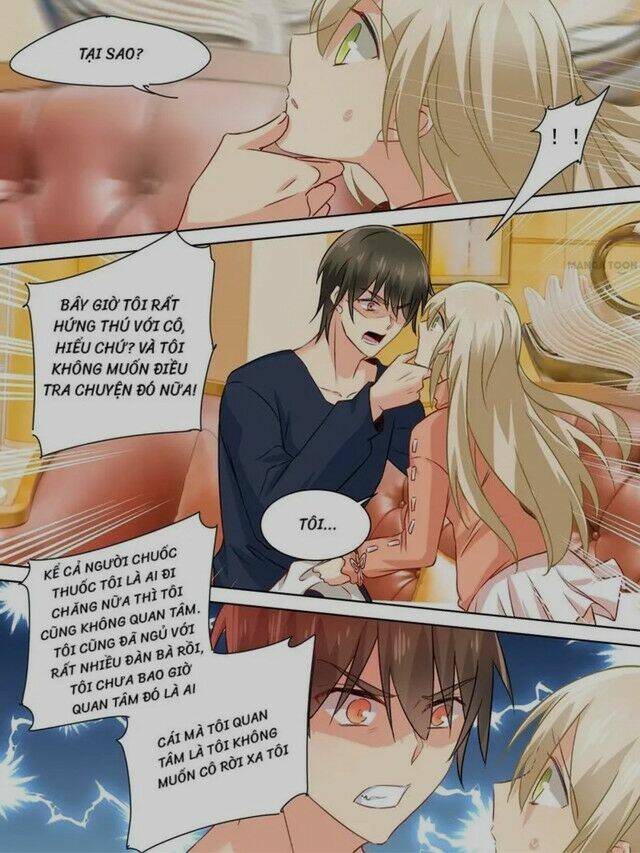 TẠI SAO?
! !
MANGA TOON
BÂY GIỜ TÔI RẤT
HỨNG THÚ VỚI CÔ,
HIỂU CHỨ? VÀ TÔI
KHÔNG MUỐN ĐIỀU
TRA CHUYỆN ĐÓ NỮA!
TÔI...
KỂ CẢ NGƯỜI CHUỐC
THUỐC TÔI LÀ AI ĐI
CHĂNG NỮA THÌ TÔI
CŨNG KHÔNG QUAN TÂM.
TÔI CŨNG ĐÃ NGỦ VỚI
RẤT NHIỀU ĐÀN BÀ RỒI,
TÔI CHƯA BAO GIỜ
QUAN TÂM ĐÓ LÀ AI
CÁI MÀ TÔI QUAN
TÂM LÀ TÔI KHÔNG
MUỐN CÔ RỜI XA TÔI